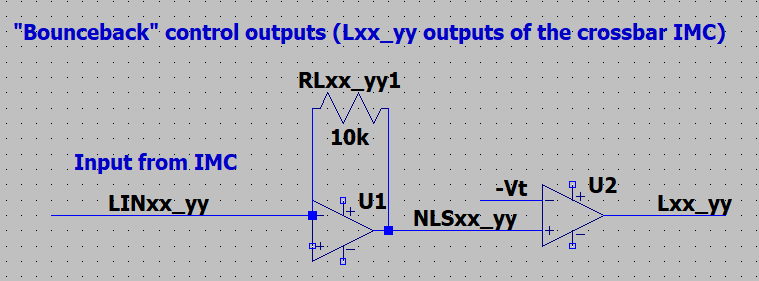 "Bounceback" control outputs (Lxx_yy outputs of the crossbar IMC)
RLxx_yy1
10k
Input from IMC
LINxx_yy
U1
NLSxx_yy
-Vt
U2
Lxx_yy